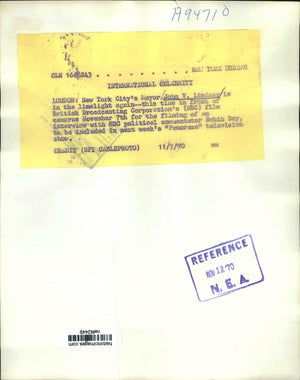 A94710
CLN 1666243 . . . . . . . . . . . NEW YORK BUREAU
INTERNATIONAL CELEBRITY
LONDON: New York City's Mayor John V. Lindsay is
in the limelight again--this time in front of
British Broadcasting Corporation's (BBC) film
cameras November 7th for the filming of an
interview with BBC political commentator Robin Day,
to be included in next week's "Panorama" television
show.
CREDIT (UPI CABLEPHOTO) 11/7/70
REFERENCE
NOV 12 70
N.E.A.
historicimages.com